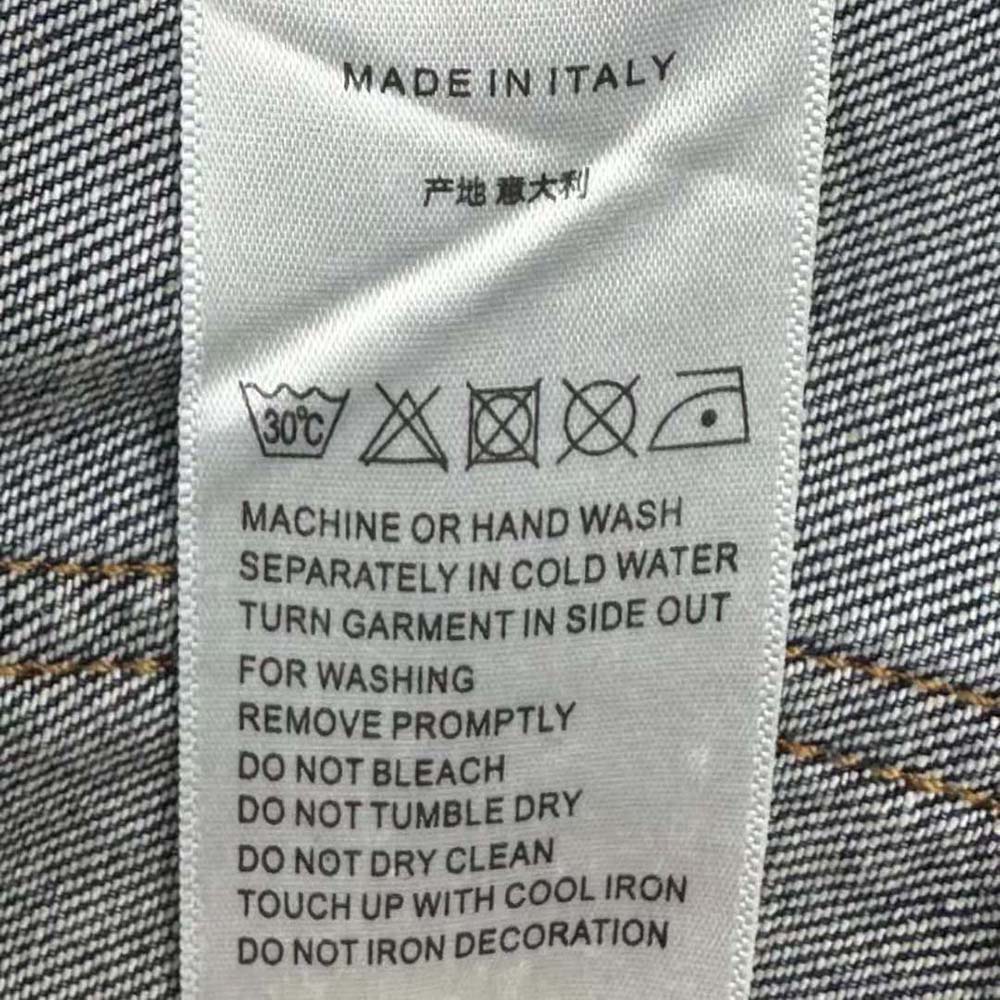 MADE IN ITALY
产地 意大利
30℃
MACHINE OR HAND WASH
SEPARATELY IN COLD WATER
TURN GARMENT IN SIDE OUT
FOR WASHING
REMOVE PROMPTLY
DO NOT BLEACH
DO NOT TUMBLE DRY
DO NOT DRY CLEAN
TOUCH UP WITH COOL IRON
DO NOT IRON DECORATION